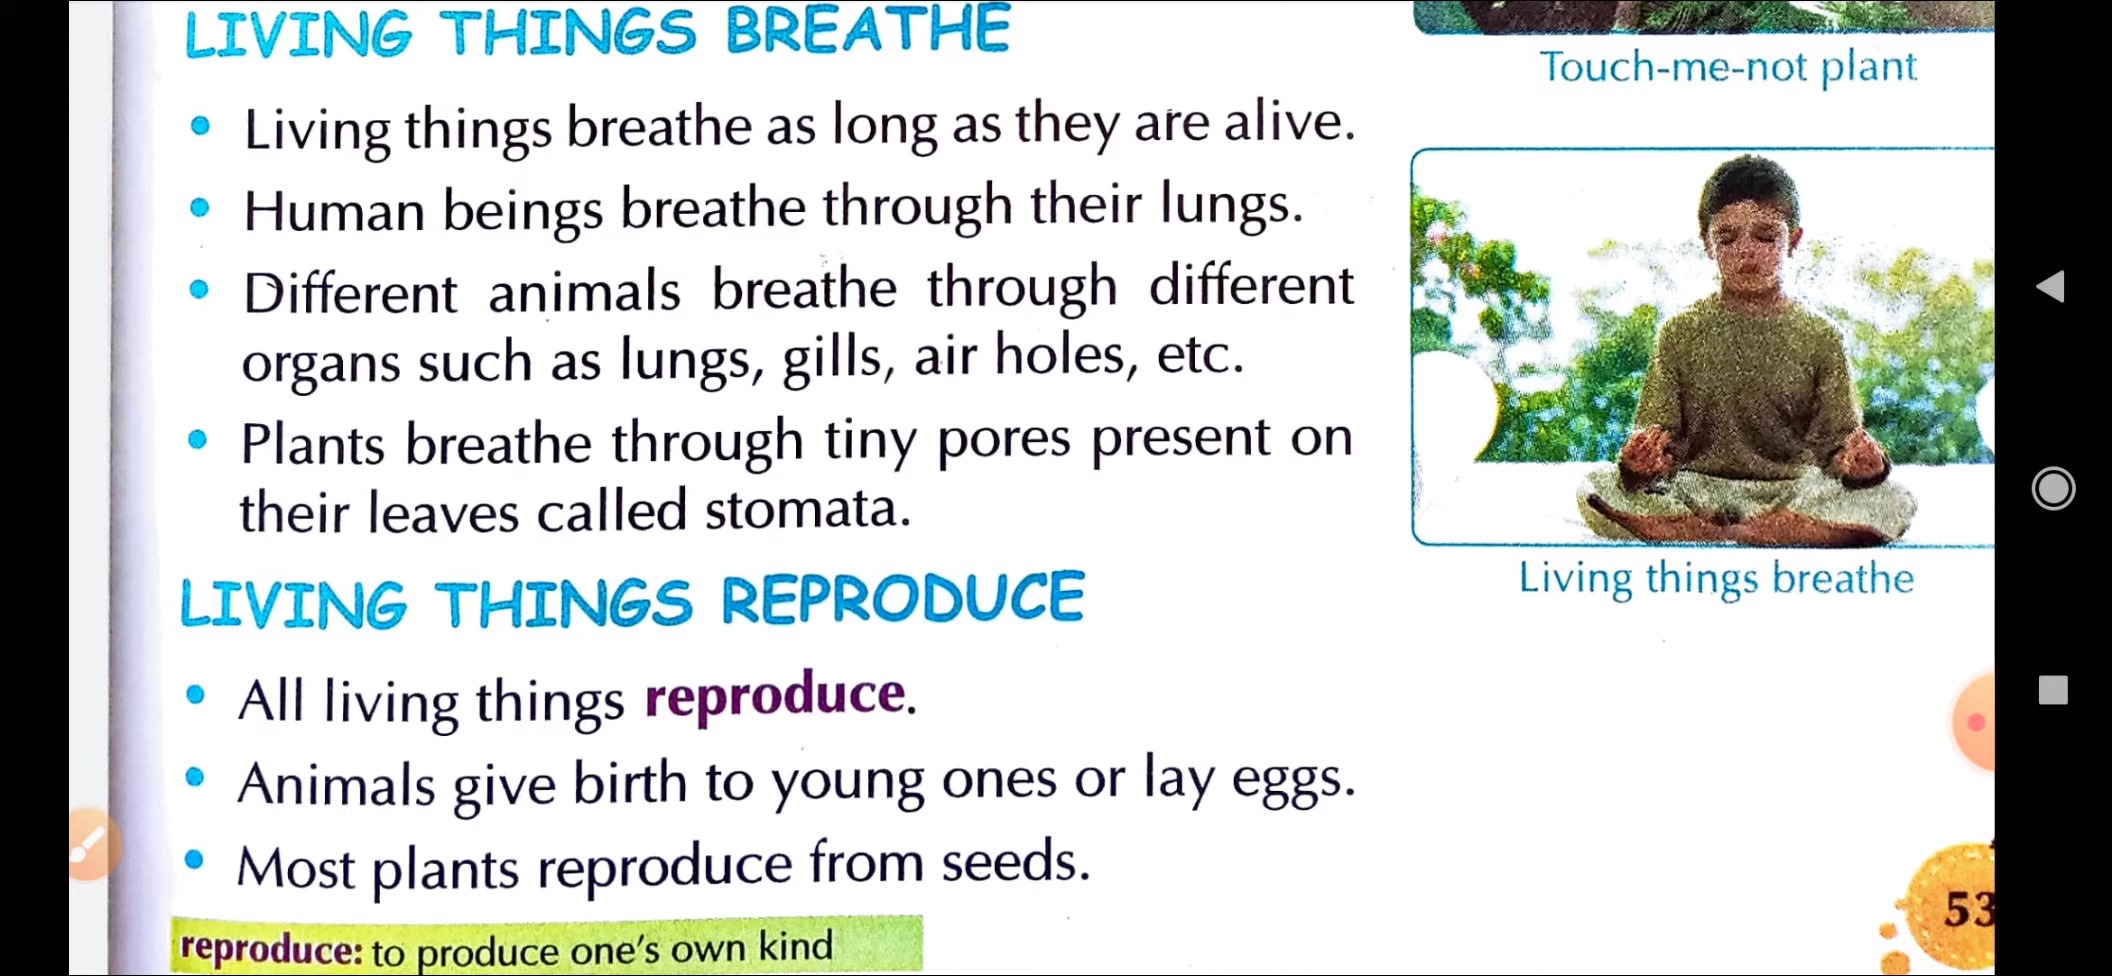 LIVING THINGS BREATHE
• Living things breathe as long as they are alive.
• Human beings breathe through their lungs.
• Different animals breathe through different
organs such as lungs, gills, air holes, etc.
• Plants breathe through tiny pores present on
their leaves called stomata.
LIVING THINGS REPRODUCE
• All living things reproduce.
• Animals give birth to young ones or lay eggs.
• Most plants reproduce from seeds.
reproduce: to produce one's own kind
Touch-me-not plant
Living things breathe
53